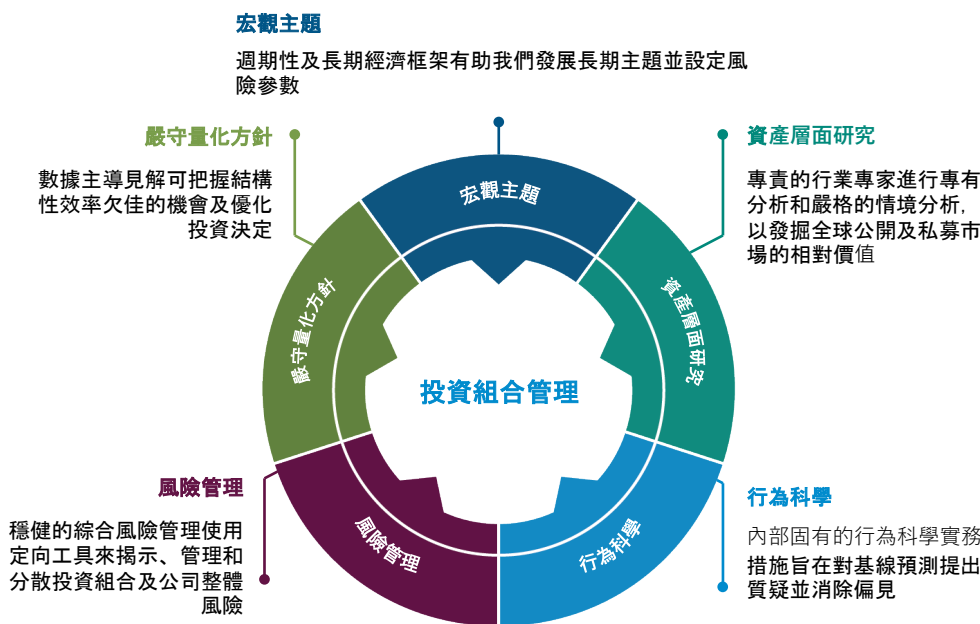 宏觀主題
週期性及長期經濟框架有助我們發展長期主題並設定風
險參數
嚴守量化方針
數據主導見解可把握結構
性效率欠佳的機會及優化
投資決定
資產層面研究
專責的行業專家進行專有
分析和嚴格的情境分析，
以發掘全球公開及私募市
場的相對價值
宏觀主題
嚴守量化方針
資產層面研究
投資組合管理
風險管理
行為科學
風險管理
穩健的綜合風險管理使用
定向工具來揭示、管理和
分散投資組合及公司整體
風險
行為科學
內部固有的行為科學實務
措施旨在對基線預測提出
質疑並消除偏見